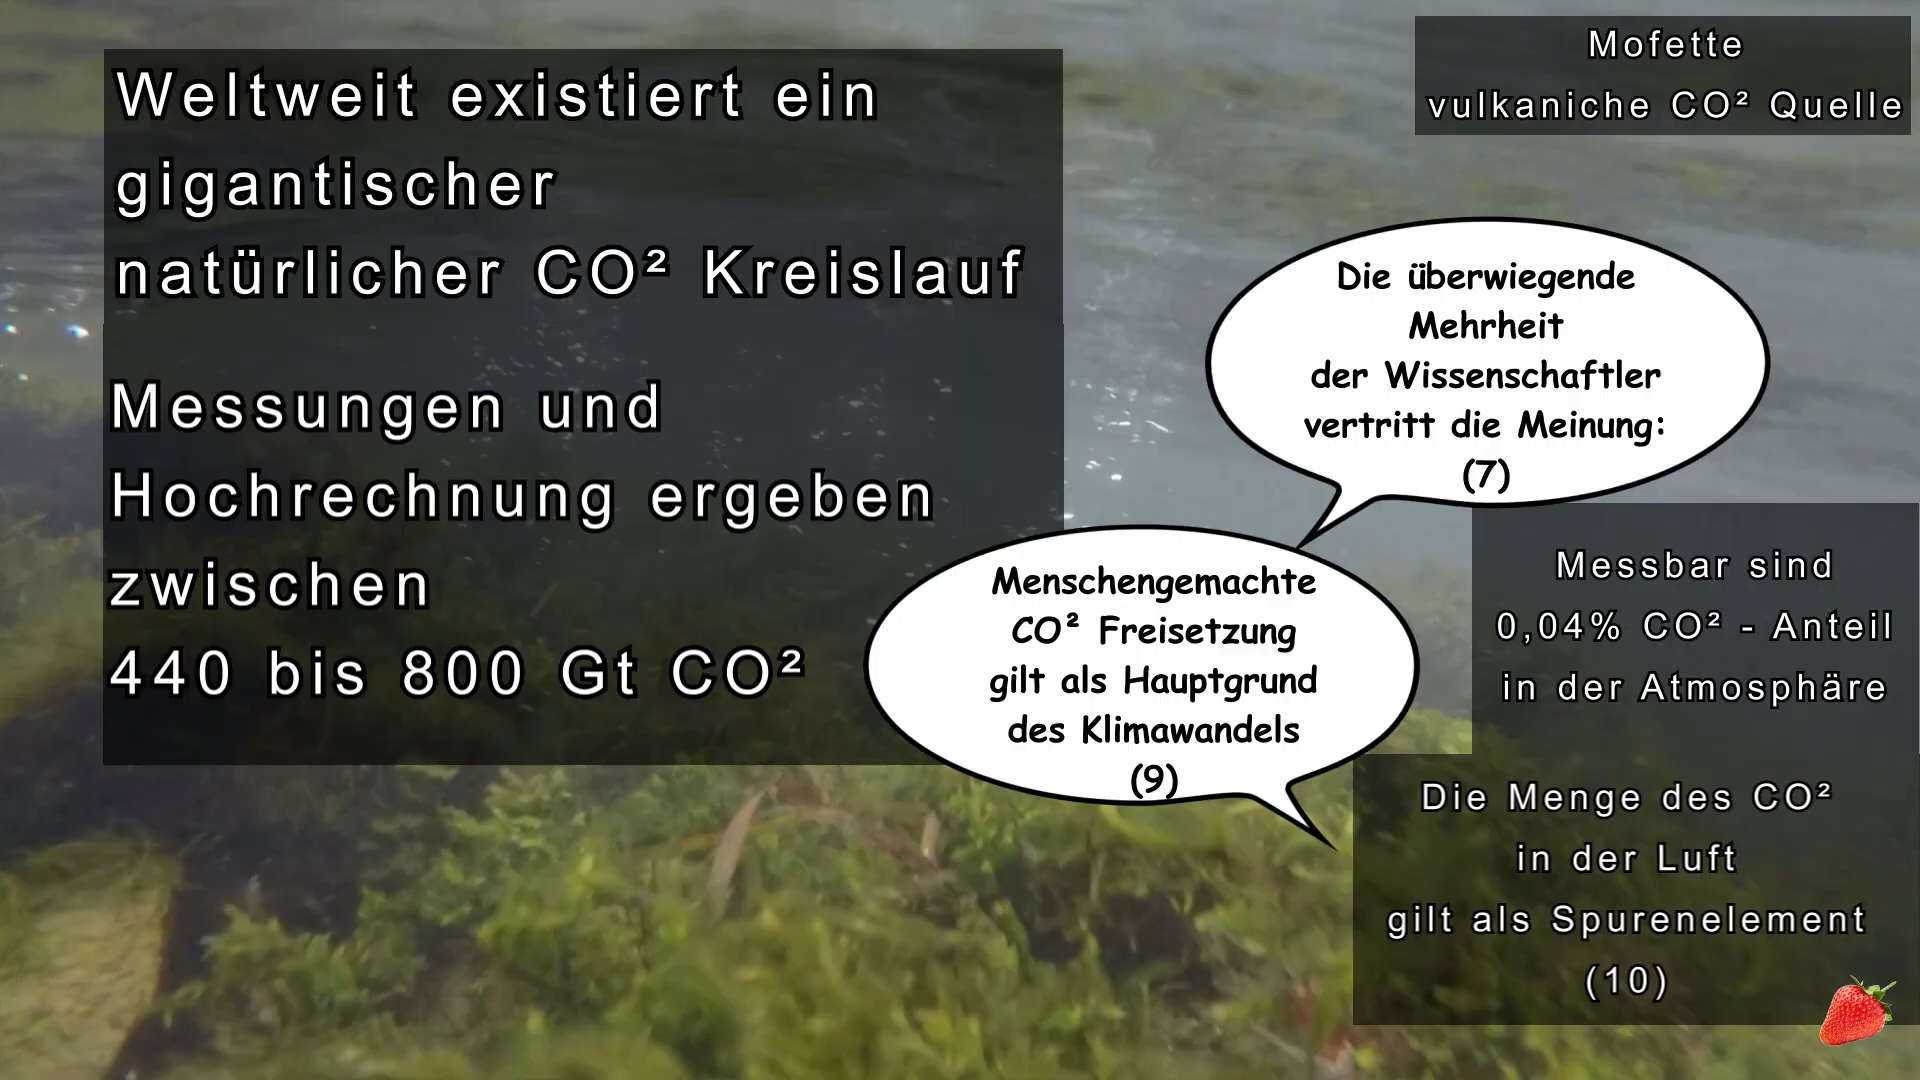 Weltweit existiert ein
gigantischer
natürlicher CO² Kreislauf
Messungen und
Hochrechnung ergeben
zwischen
440 bis 800 Gt CO²
Mofette
vulkaniche CO² Quelle
Die überwiegende
Mehrheit
der Wissenschaftler
vertritt die Meinung:
(7)
Menschengemachte
CO² Freisetzung
gilt als Hauptgrund
des Klimawandels
(9)
Messbar sind
0,04% CO² - Anteil
in der Atmosphäre
Die Menge des CO²
in der Luft
gilt als Spurenelement
(10)